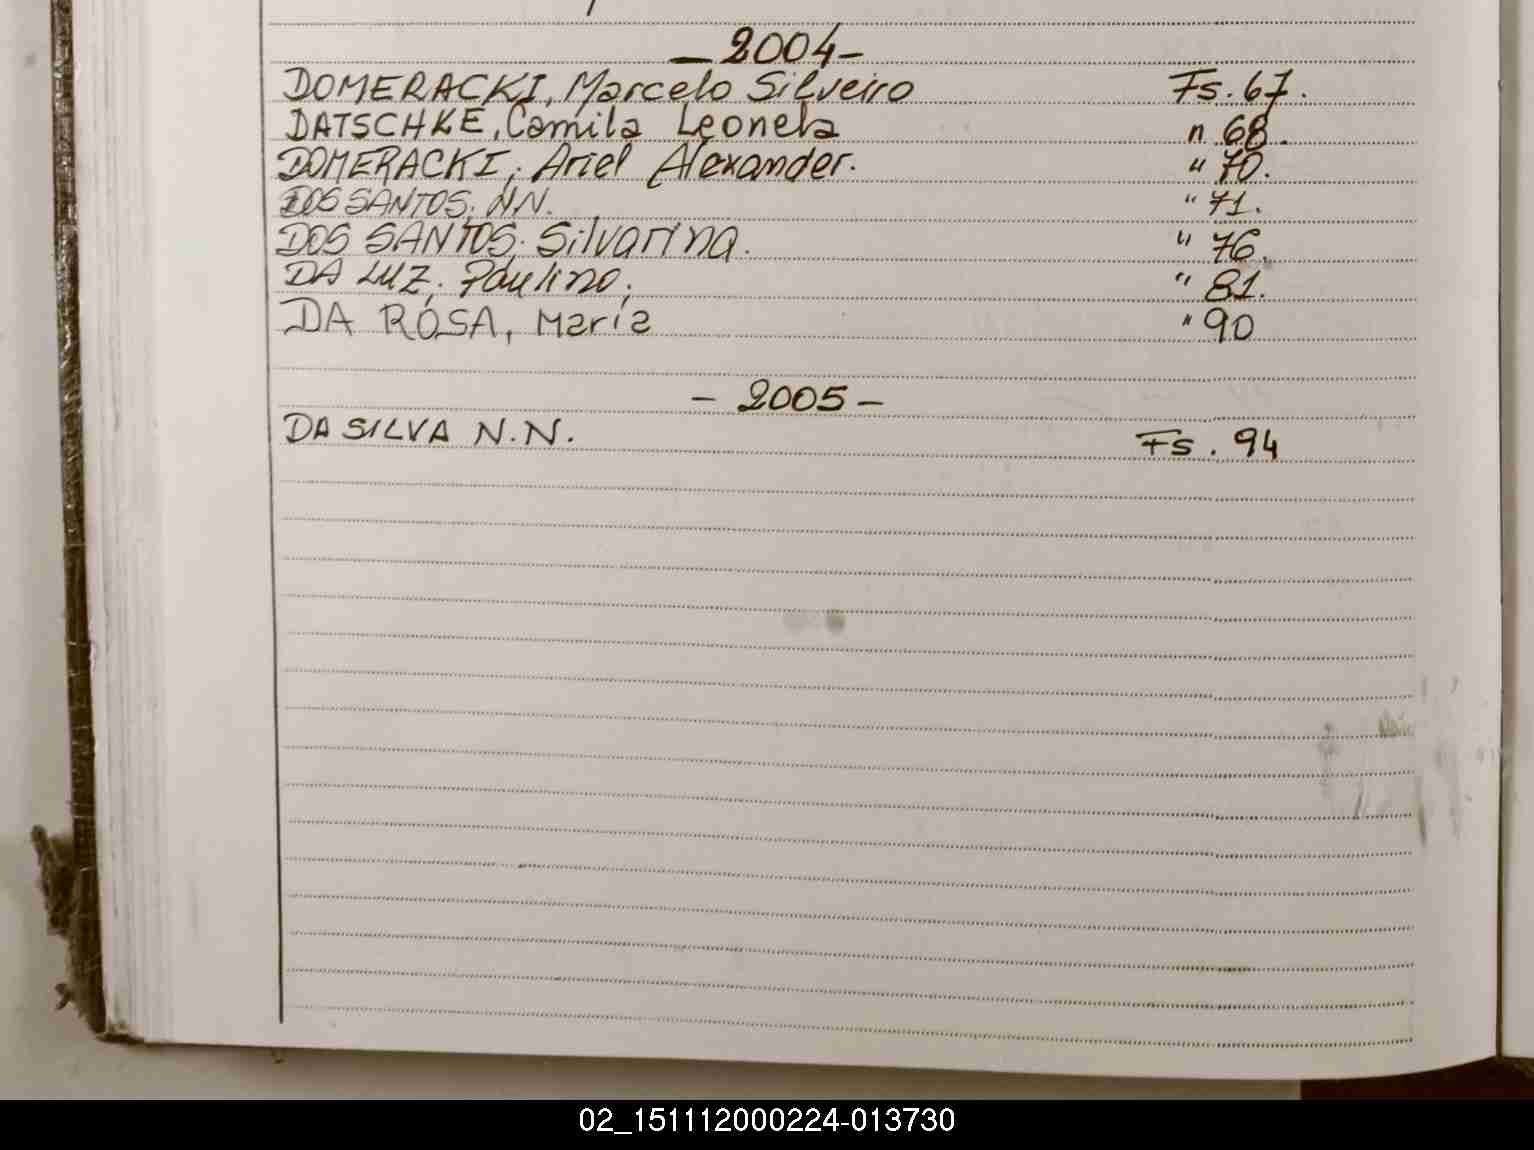 — 2004 —
DOMERACKI, Marcelo Silveiro Fs. 67.
DATSCHKE, Camila Leonela " 68.
DOMERACKI, Ariel Alexander. " 70.
DOS SANTOS, NN. " 71.
DOS SANTOS, Silvarina. " 76.
DA LUZ, Paulino, " 81.
DA ROSA, María " 90
— 2005 —
DA SILVA N.N. Fs. 94
02_151112000224-013730